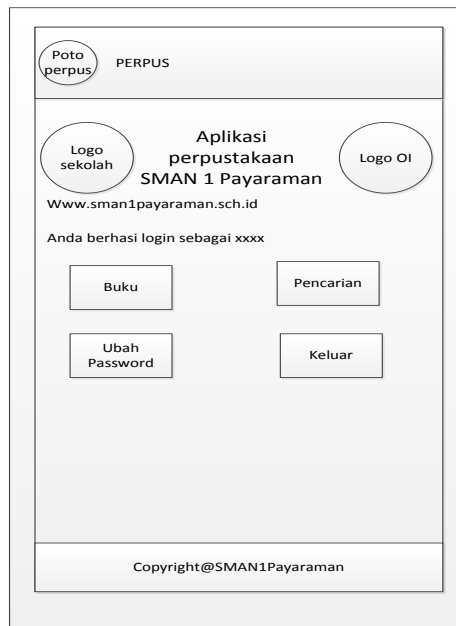 Poto
perpus
PERPUS
Logo
sekolah
Aplikasi
perpustakaan
SMAN 1 Payaraman
Logo OI
Www.sman1payaraman.sch.id
Anda berhasi login sebagai xxxx
Buku
Pencarian
Ubah
Password
Keluar
Copyright@SMAN1Payaraman